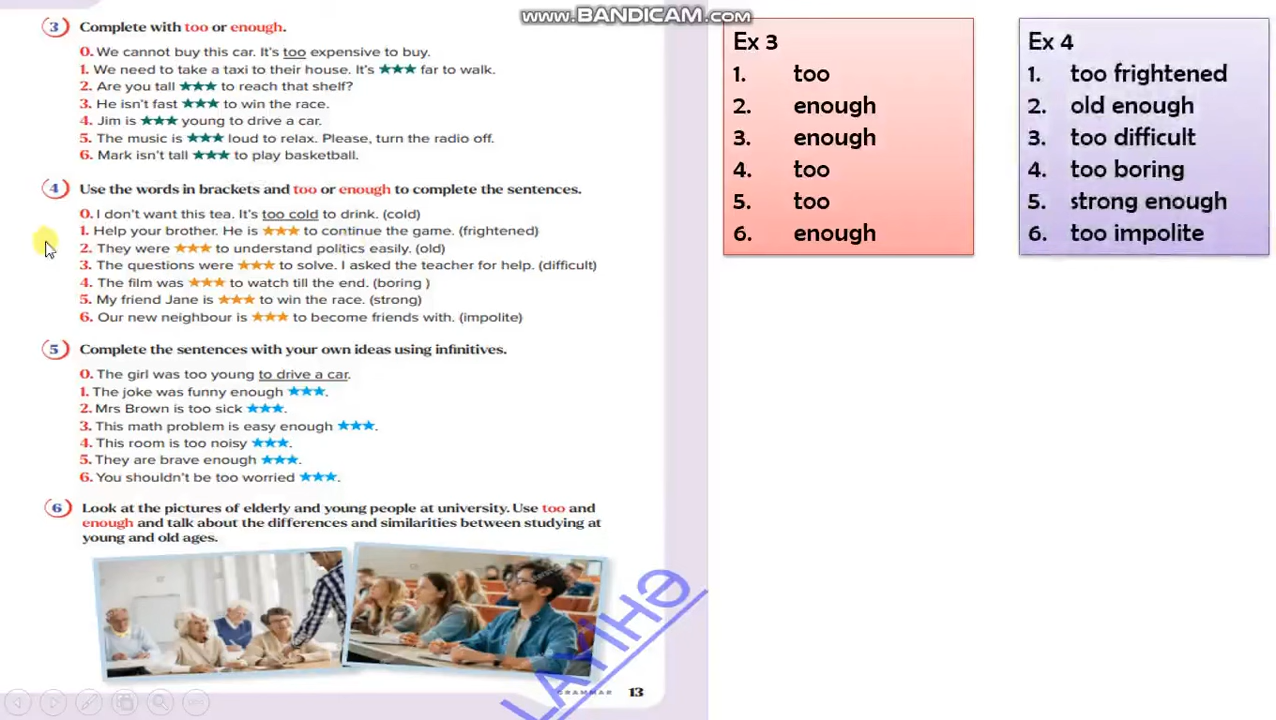 www.BANDICAM.com
3 Complete with too or enough.
0. We cannot buy this car. It's too expensive to buy.
1. We need to take a taxi to their house. It's ★★★ far to walk.
2. Are you tall ★★★ to reach that shelf?
3. He isn't fast ★★★ to win the race.
4. Jim is ★★★ young to drive a car.
5. The music is ★★★ loud to relax. Please, turn the radio off.
6. Mark isn't tall ★★★ to play basketball.
4 Use the words in brackets and too or enough to complete the sentences.
0. I don't want this tea. It's too cold to drink. (cold)
1. Help your brother. He is ★★★ to continue the game. (frightened)
2. They were ★★★ to understand politics easily. (old)
3. The questions were ★★★ to solve. I asked the teacher for help. (difficult)
4. The film was ★★★ to watch till the end. (boring )
5. My friend Jane is ★★★ to win the race. (strong)
6. Our new neighbour is ★★★ to become friends with. (impolite)
5 Complete the sentences with your own ideas using infinitives.
0. The girl was too young to drive a car.
1. The joke was funny enough ★★★.
2. Mrs Brown is too sick ★★★.
3. This math problem is easy enough ★★★.
4. This room is too noisy ★★★.
5. They are brave enough ★★★.
6. You shouldn't be too worried ★★★.
6 Look at the pictures of elderly and young people at university. Use too and
enough and talk about the differences and similarities between studying at
young and old ages.
LAYİHƏ
GRAMMAR 13
Ex 3
1. too
2. enough
3. enough
4. too
5. too
6. enough
Ex 4
1. too frightened
2. old enough
3. too difficult
4. too boring
5. strong enough
6. too impolite